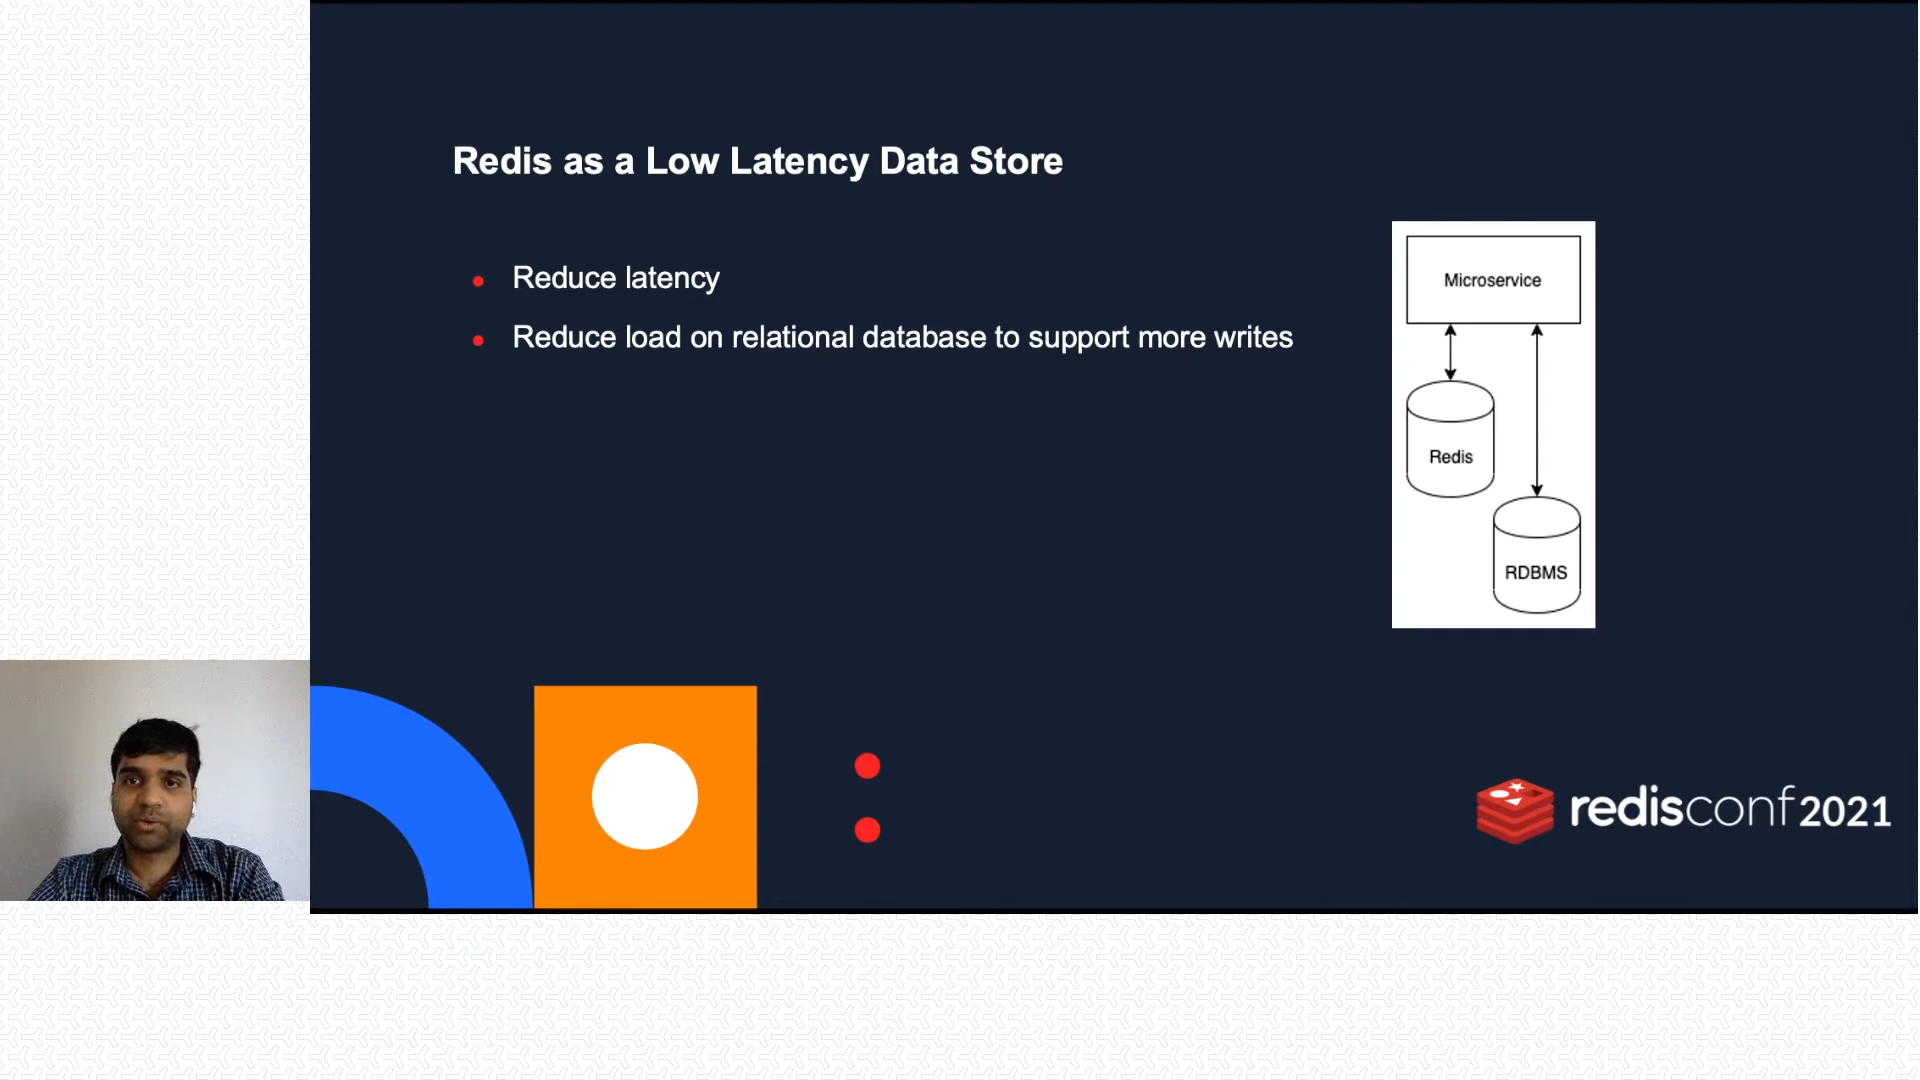 Redis as a Low Latency Data Store
Reduce latency
Reduce load on relational database to support more writes
Microservice
Redis
RDBMS
redisconf2021